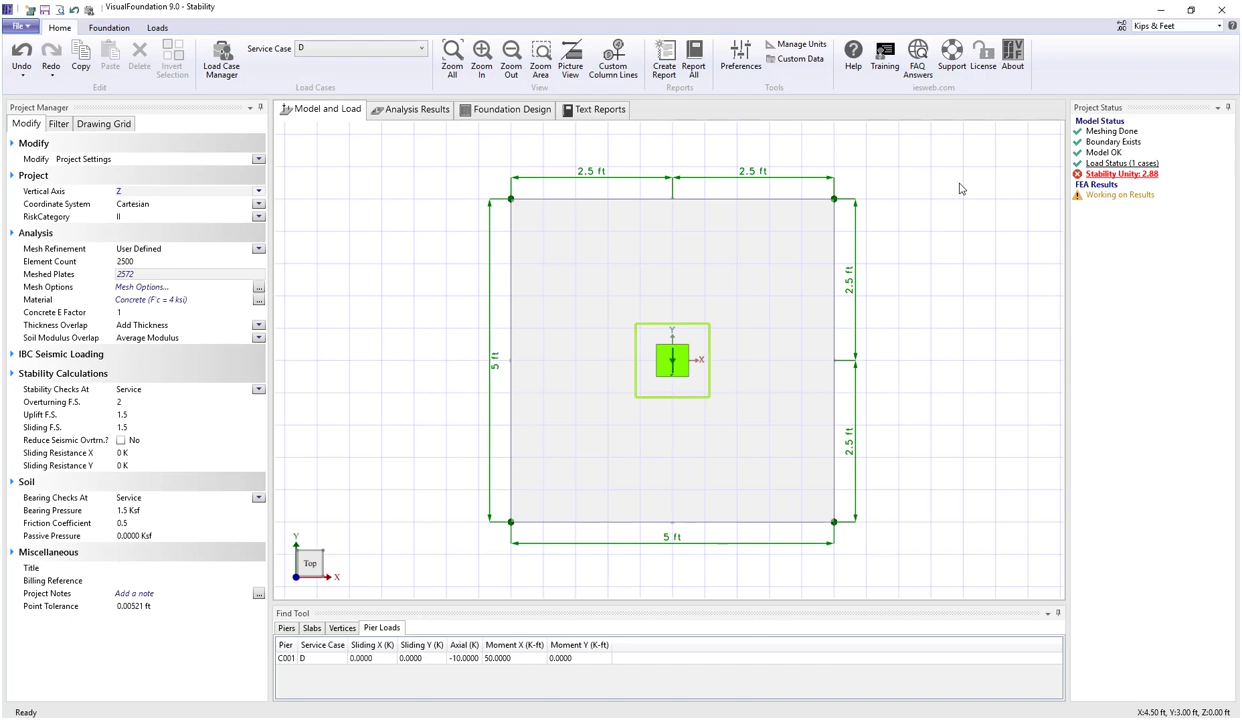 VisualFoundation 9.0 - Stability
File Home Foundation Loads Kips & Feet
Undo Redo Copy Paste Delete Invert Selection
Edit
Load Case Manager
Service Case D
Load Cases
Zoom All Zoom In Zoom Out Zoom Area Picture View Custom Column Lines
View
Create Report Report All
Reports
Preferences Manage Units
Custom Data
Tools
Help Training FAQ Answers Support License About
iesweb.com
Project Manager
Modify Filter Drawing Grid
Modify
Modify Project Settings
Project
Vertical Axis Z
Coordinate System Cartesian
RiskCategory II
Analysis
Mesh Refinement User Defined
Element Count 2500
Meshed Plates 2572
Mesh Options Mesh Options...
Material Concrete (F'c = 4 ksi)
Concrete E Factor 1
Thickness Overlap Add Thickness
Soil Modulus Overlap Average Modulus
IBC Seismic Loading
Stability Calculations
Stability Checks At Service
Overturning F.S. 2
Uplift F.S. 1.5
Sliding F.S. 1.5
Reduce Seismic Ovrtrn.? No
Sliding Resistance X 0 K
Sliding Resistance Y 0 K
Soil
Bearing Checks At Service
Bearing Pressure 1.5 Ksf
Friction Coefficient 0.5
Passive Pressure 0.0000 Ksf
Miscellaneous
Title
Billing Reference
Project Notes Add a note
Point Tolerance 0.00521 ft
Model and Load Analysis Results Foundation Design Text Reports
2.5 ft 2.5 ft
2.5 ft
Y
X
5 ft
2.5 ft
5 ft
Y
Top
X
Find Tool
Piers Slabs Vertices Pier Loads
Pier Service Case Sliding X (K) Sliding Y (K) Axial (K) Moment X (K-ft) Moment Y (K-ft)
C001 D 0.0000 0.0000 -10.0000 50.0000 0.0000
Project Status
Model Status
Meshing Done
Boundary Exists
Model OK
Load Status (1 cases)
Stability Unity: 2.88
FEA Results
Working on Results
Ready X:4.50 ft, Y:3.00 ft, Z:0.00 ft